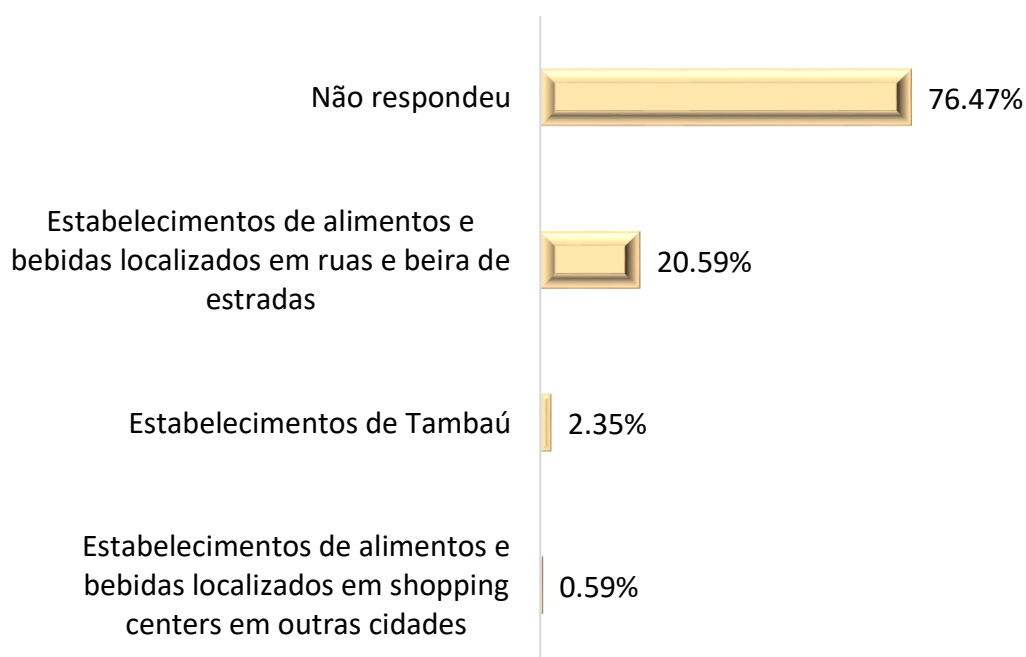 Não respondeu
76.47%
Estabelecimentos de alimentos e
bebidas localizados em ruas e beira de
estradas
20.59%
Estabelecimentos de Tambaú
2.35%
Estabelecimentos de alimentos e
bebidas localizados em shopping
centers em outras cidades
0.59%